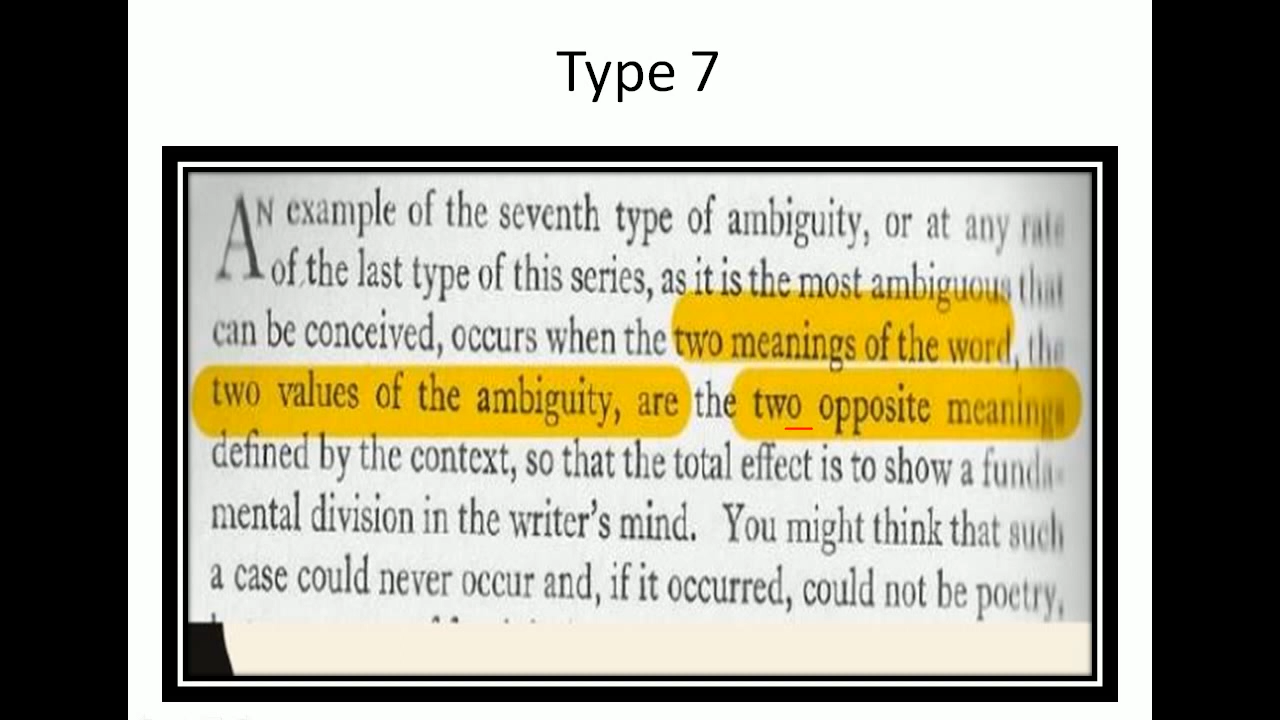 Type 7
AN example of the seventh type of ambiguity, or at any rate
of the last type of this series, as it is the most ambiguous that
can be conceived, occurs when the two meanings of the word, the
two values of the ambiguity, are the two opposite meanings
defined by the context, so that the total effect is to show a funda-
mental division in the writer's mind. You might think that such
a case could never occur and, if it occurred, could not be poetry,